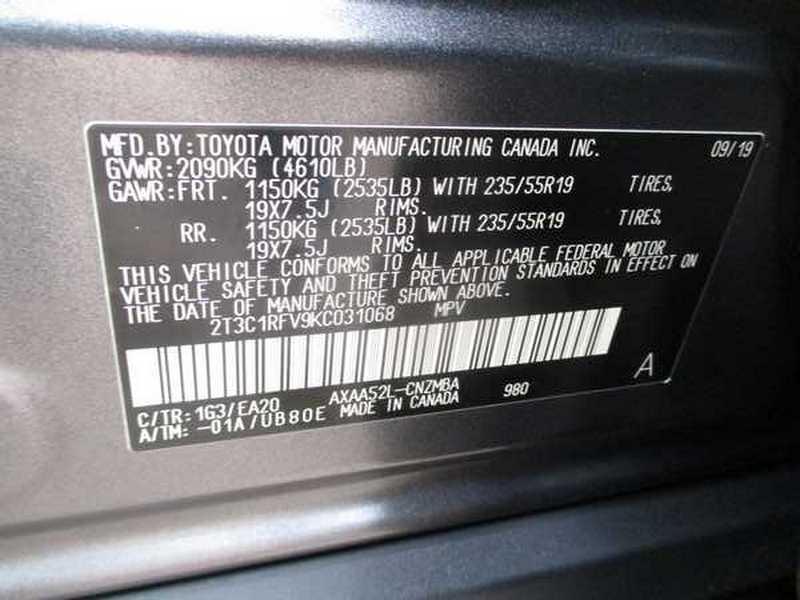 MFD.BY:TOYOTA MOTOR MANUFACTURING CANADA INC. 09/19
GVWR:2090KG (4610LB)
GAWR:FRT. 1150KG (2535LB) WITH 235/55R19 TIRES,
19X7.5J RIMS.
RR. 1150KG (2535LB) WITH 235/55R19 TIRES,
19X7.5J RIMS.
THIS VEHICLE CONFORMS TO ALL APPLICABLE FEDERAL MOTOR
VEHICLE SAFETY AND THEFT PREVENTION STANDARDS IN EFFECT ON
THE DATE OF MANUFACTURE SHOWN ABOVE.
2T3C1RFV9KC031068 MPV
A
C/TR:1G3/EA20 AXAA52L-CNZMBA 980
A/TM:-01A/UB80E MADE IN CANADA